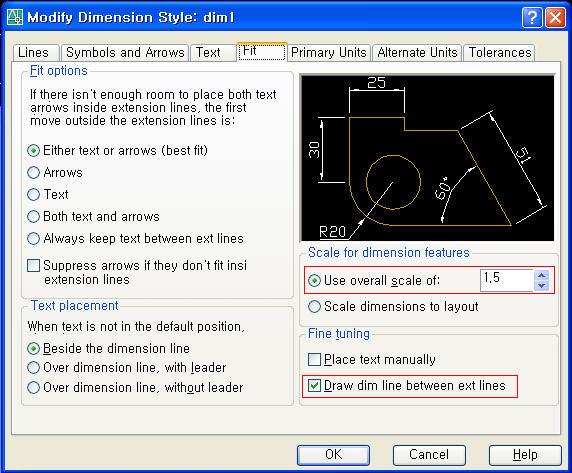 Modify Dimension Style: dim1
Lines
Symbols and Arrows
Text
Fit
Primary Units
Alternate Units
Tolerances
Fit options
If there isn't enough room to place both text
arrows inside extension lines, the first
move outside the extension lines is:
Either text or arrows (best fit)
Arrows
Text
Both text and arrows
Always keep text between ext lines
Suppress arrows if they don't fit insi
extension lines
Text placement
When text is not in the default position,
Beside the dimension line
Over dimension line, with leader
Over dimension line, without leader
25
30
51
60°
R20
Scale for dimension features
Use overall scale of:
1,5
Scale dimensions to layout
Fine tuning
Place text manually
Draw dim line between ext lines
OK
Cancel
Help